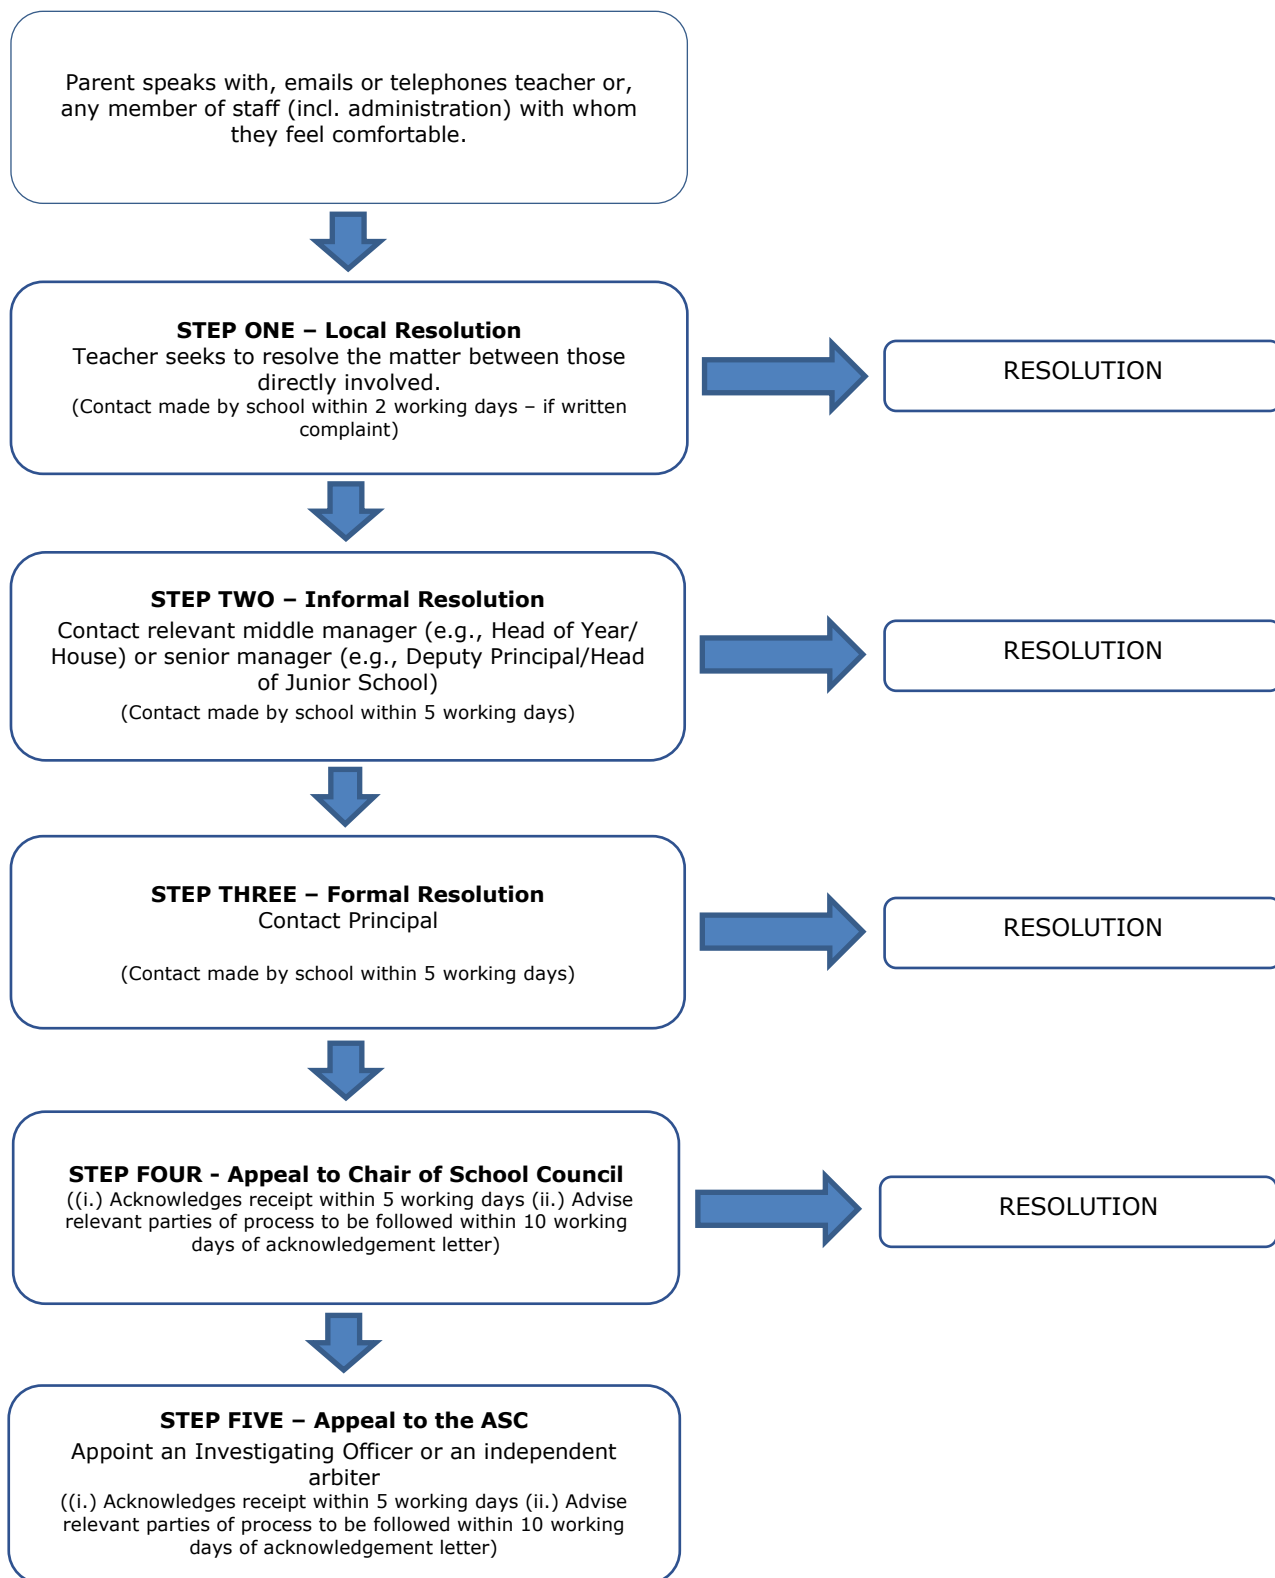 Parent speaks with, emails or telephones teacher or,
any member of staff (incl. administration) with whom
they feel comfortable.
STEP ONE – Local Resolution
Teacher seeks to resolve the matter between those
directly involved.
(Contact made by school within 2 working days – if written
complaint)
RESOLUTION
STEP TWO – Informal Resolution
Contact relevant middle manager (e.g., Head of Year/
House) or senior manager (e.g., Deputy Principal/Head
of Junior School)
(Contact made by school within 5 working days)
RESOLUTION
STEP THREE – Formal Resolution
Contact Principal
(Contact made by school within 5 working days)
RESOLUTION
STEP FOUR - Appeal to Chair of School Council
((i.) Acknowledges receipt within 5 working days (ii.) Advise
relevant parties of process to be followed within 10 working
days of acknowledgement letter)
RESOLUTION
STEP FIVE – Appeal to the ASC
Appoint an Investigating Officer or an independent
arbiter
((i.) Acknowledges receipt within 5 working days (ii.) Advise
relevant parties of process to be followed within 10 working
days of acknowledgement letter)